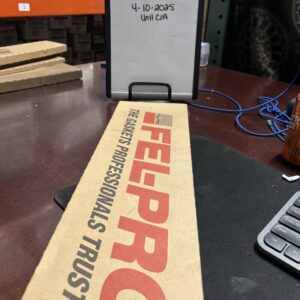 4-10-2025
Unit C1A
FEL-PRO
THE GASKETS PROFESSIONALS TRUST